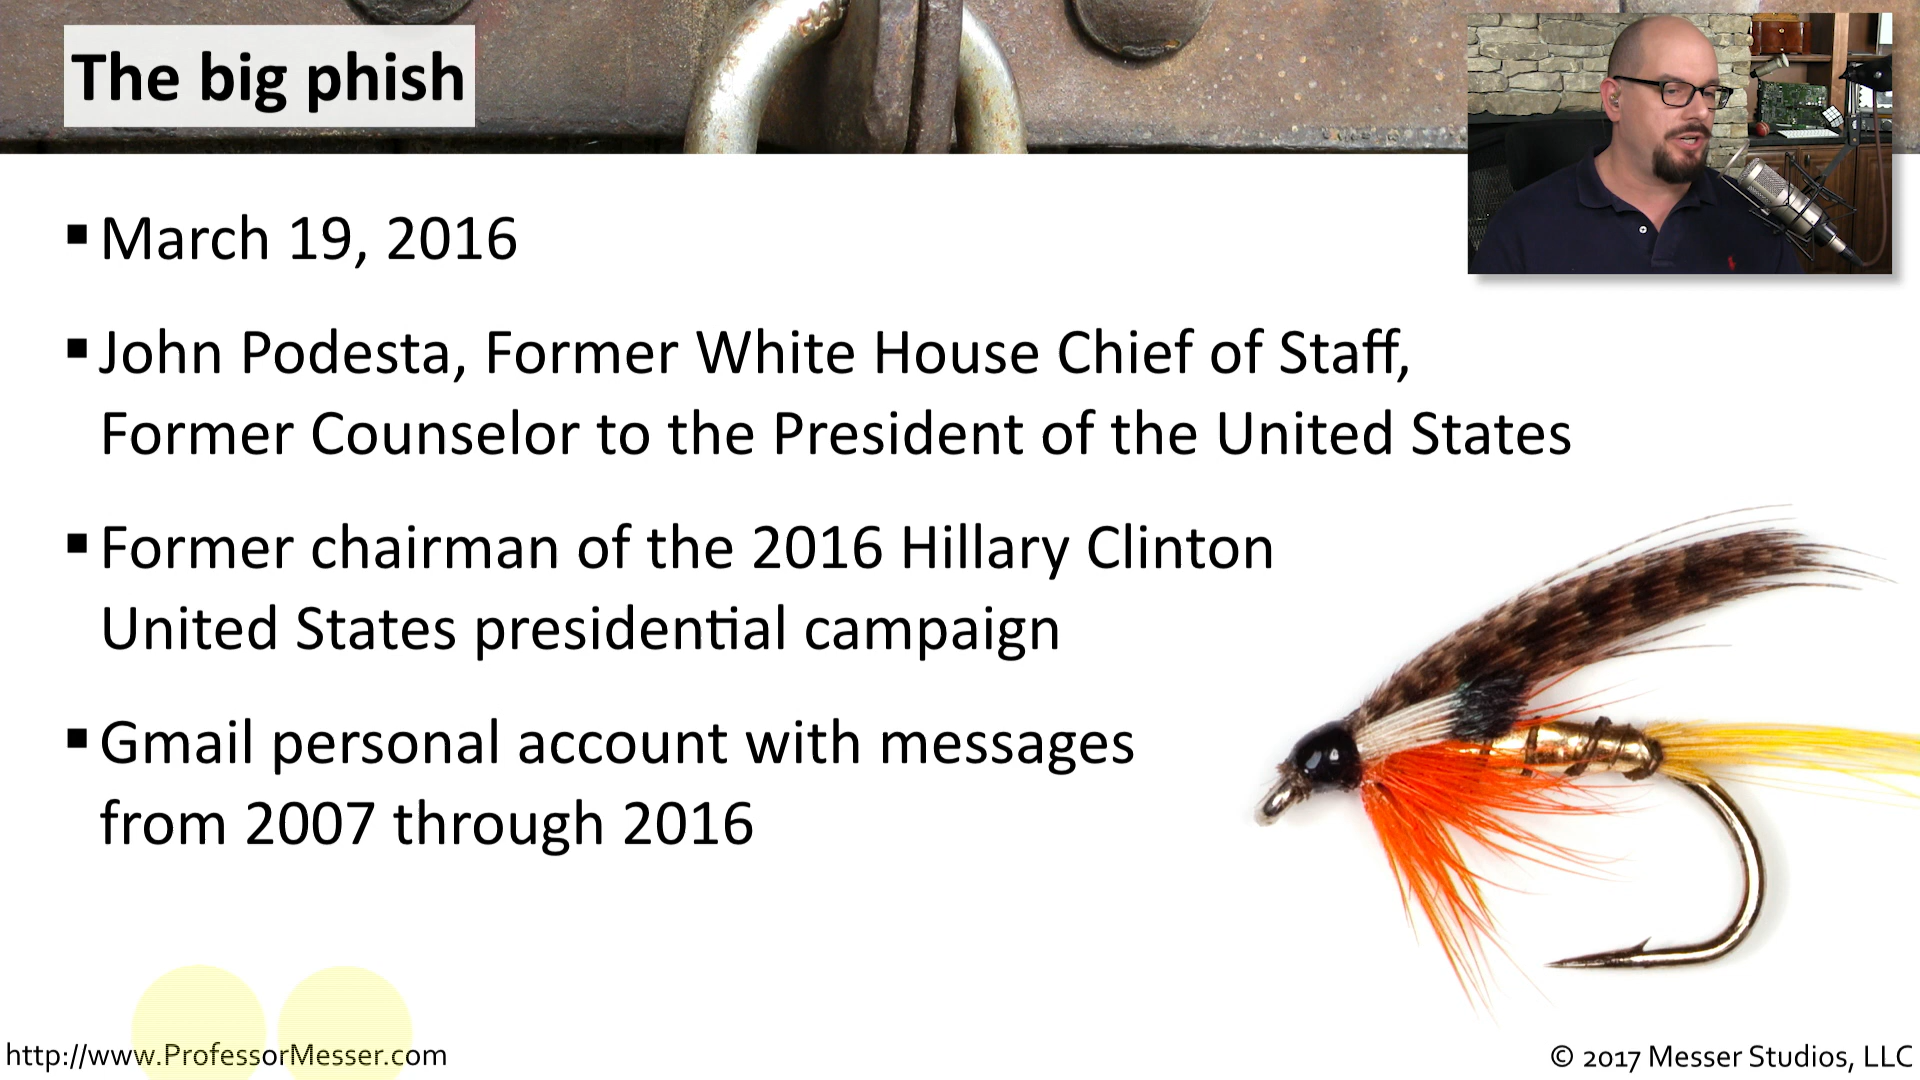 The big phish
▪ March 19, 2016
▪ John Podesta, Former White House Chief of Staff,
Former Counselor to the President of the United States
▪ Former chairman of the 2016 Hillary Clinton
United States presidential campaign
▪ Gmail personal account with messages
from 2007 through 2016
http://www.ProfessorMesser.com
© 2017 Messer Studios, LLC